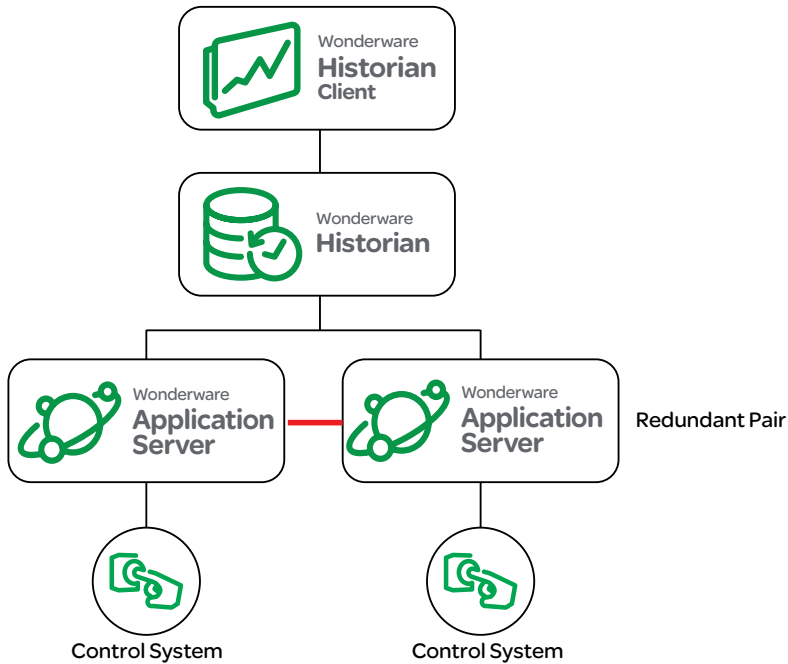 Wonderware
Historian
Client
Wonderware
Historian
Wonderware
Application
Server
Wonderware
Application
Server
Redundant Pair
Control System
Control System